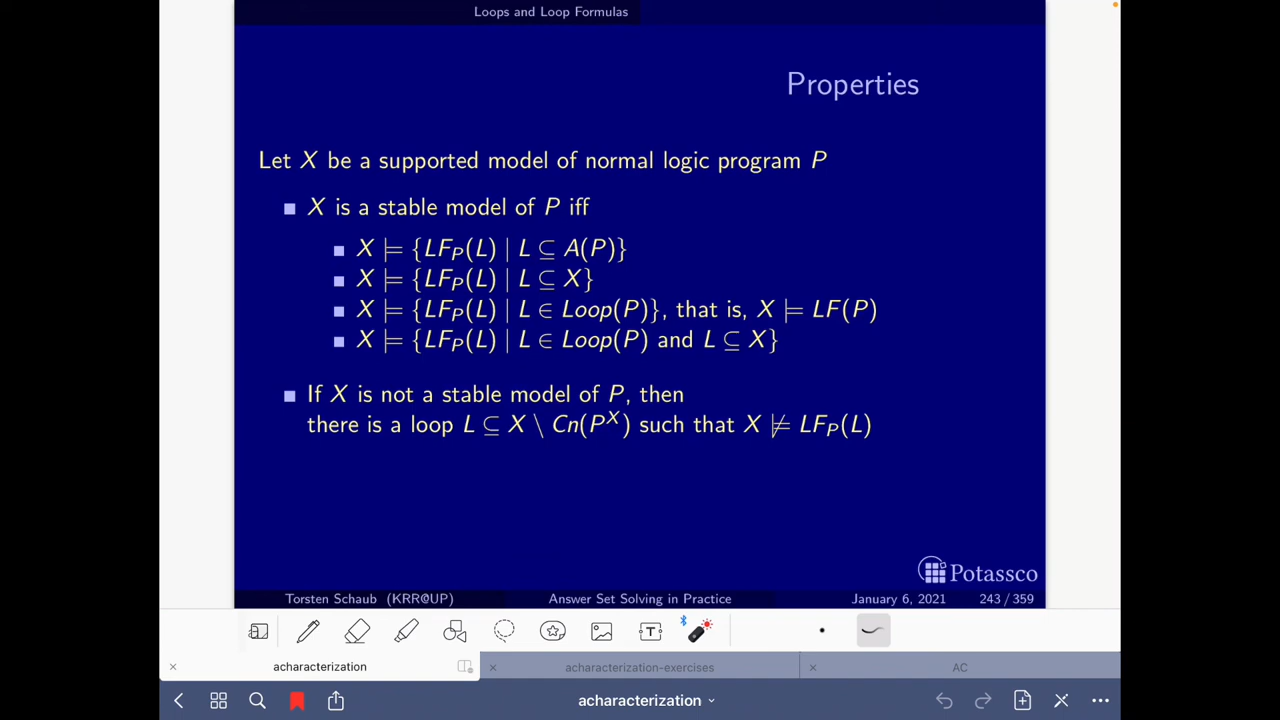 Loops and Loop Formulas
Properties
Let X be a supported model of normal logic program P
X is a stable model of P iff
X ⊨ {LF_P(L) | L ⊆ A(P)}
X ⊨ {LF_P(L) | L ⊆ X}
X ⊨ {LF_P(L) | L ∈ Loop(P)}, that is, X ⊨ LF(P)
X ⊨ {LF_P(L) | L ∈ Loop(P) and L ⊆ X}
If X is not a stable model of P, then
there is a loop L ⊆ X \ Cn(P^X) such that X ⊭ LF_P(L)
Potassco
Torsten Schaub (KRR@UP) Answer Set Solving in Practice January 6, 2021 243 / 359
T
acharacterization acharacterization-exercises AC
acharacterization